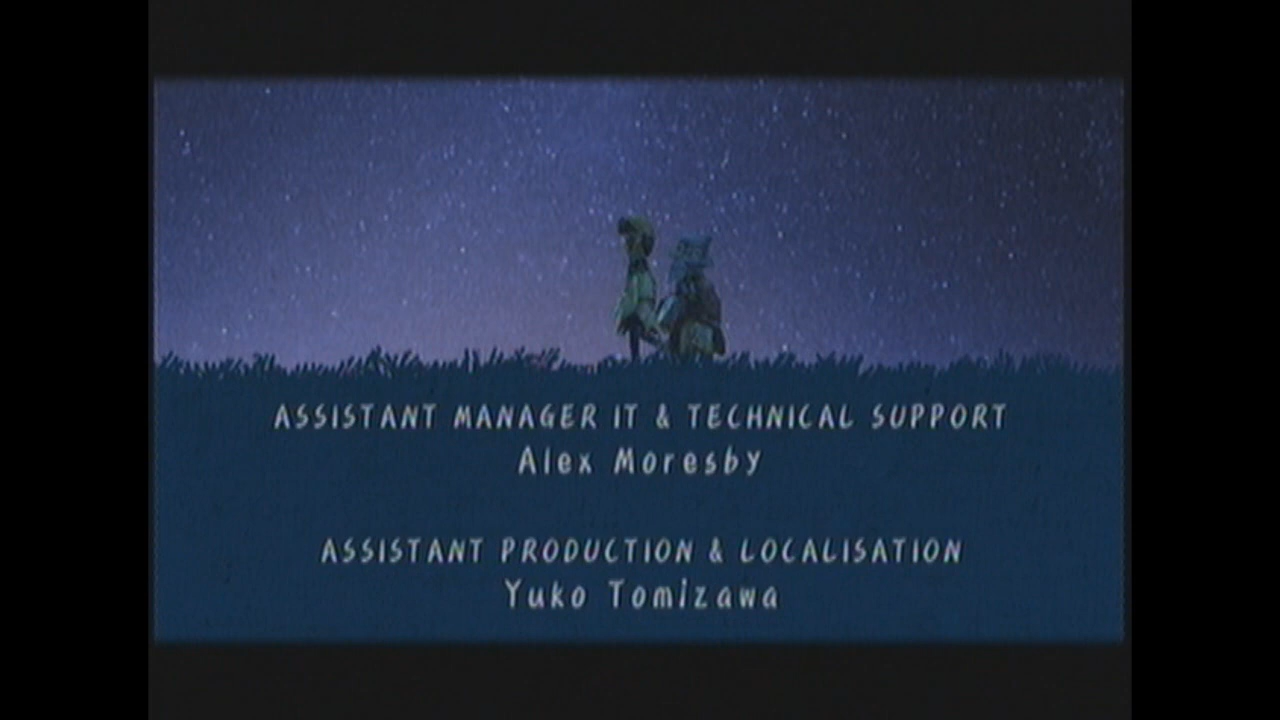 ASSISTANT MANAGER IT & TECHNICAL SUPPORT
Alex Moresby
ASSISTANT PRODUCTION & LOCALISATION
Yuko Tomizawa